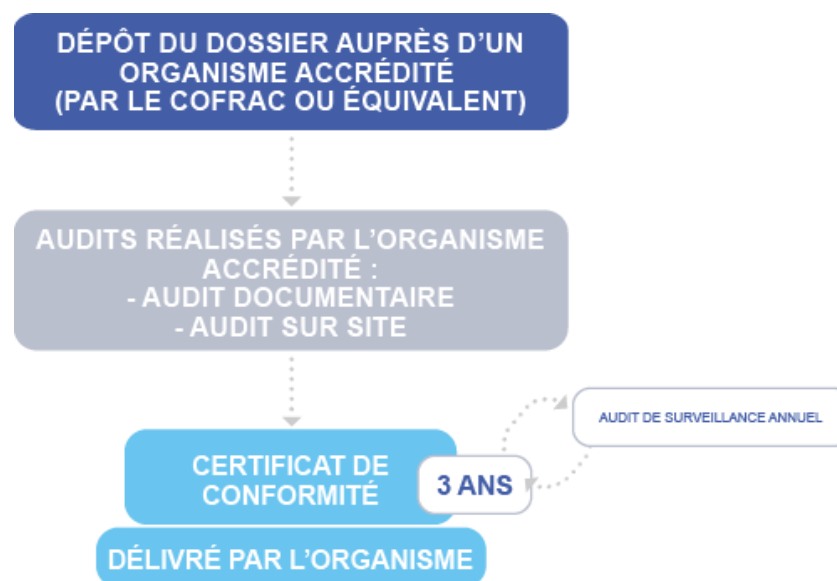 DÉPÔT DU DOSSIER AUPRÈS D'UN
ORGANISME ACCRÉDITÉ
(PAR LE COFRAC OU ÉQUIVALENT)
AUDITS RÉALISÉS PAR L'ORGANISME
ACCRÉDITÉ :
- AUDIT DOCUMENTAIRE
- AUDIT SUR SITE
AUDIT DE SURVEILLANCE ANNUEL
CERTIFICAT DE
CONFORMITÉ
3 ANS
DÉLIVRÉ PAR L'ORGANISME